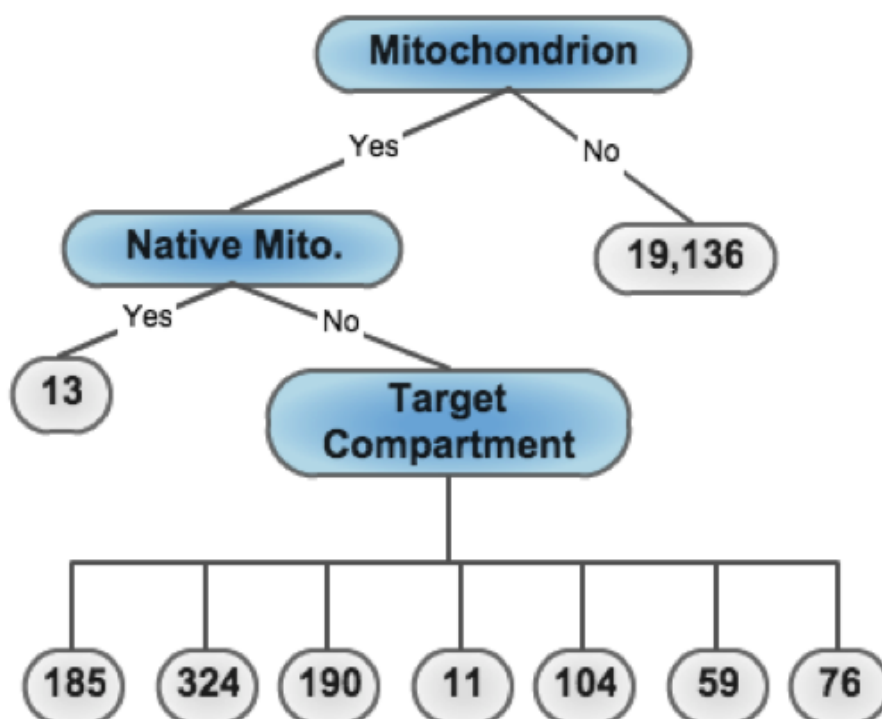 Mitochondrion
Yes
No
Native Mito.
19,136
Yes
No
13
Target
Compartment
185
324
190
11
104
59
76